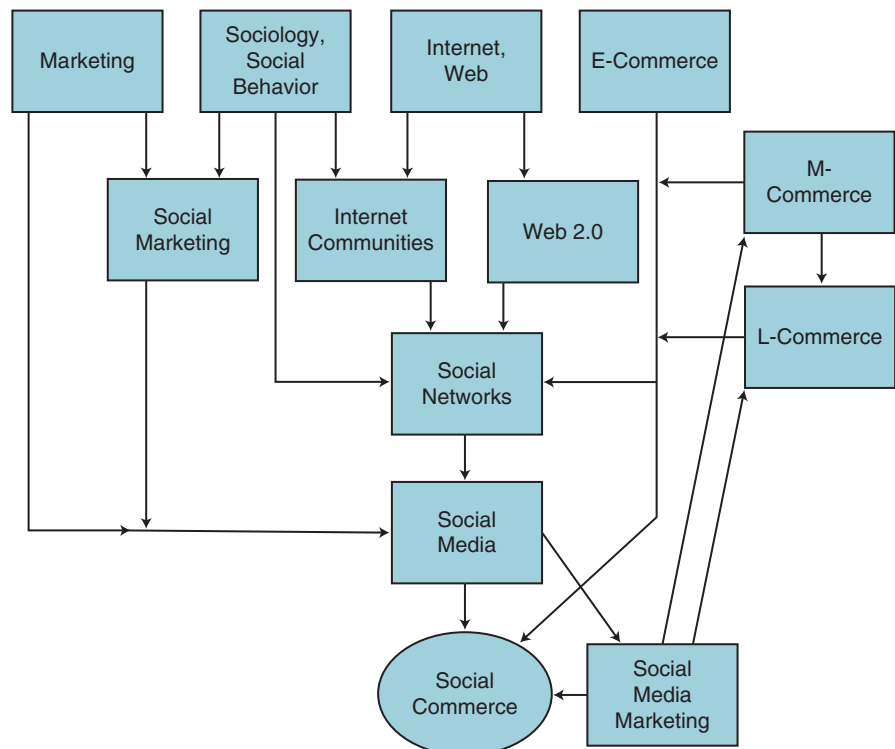 Marketing
Sociology,
Social
Behavior
Internet,
Web
E-Commerce
M-
Commerce
Social
Marketing
Internet
Communities
Web 2.0
L-Commerce
Social
Networks
Social
Media
Social
Commerce
Social
Media
Marketing